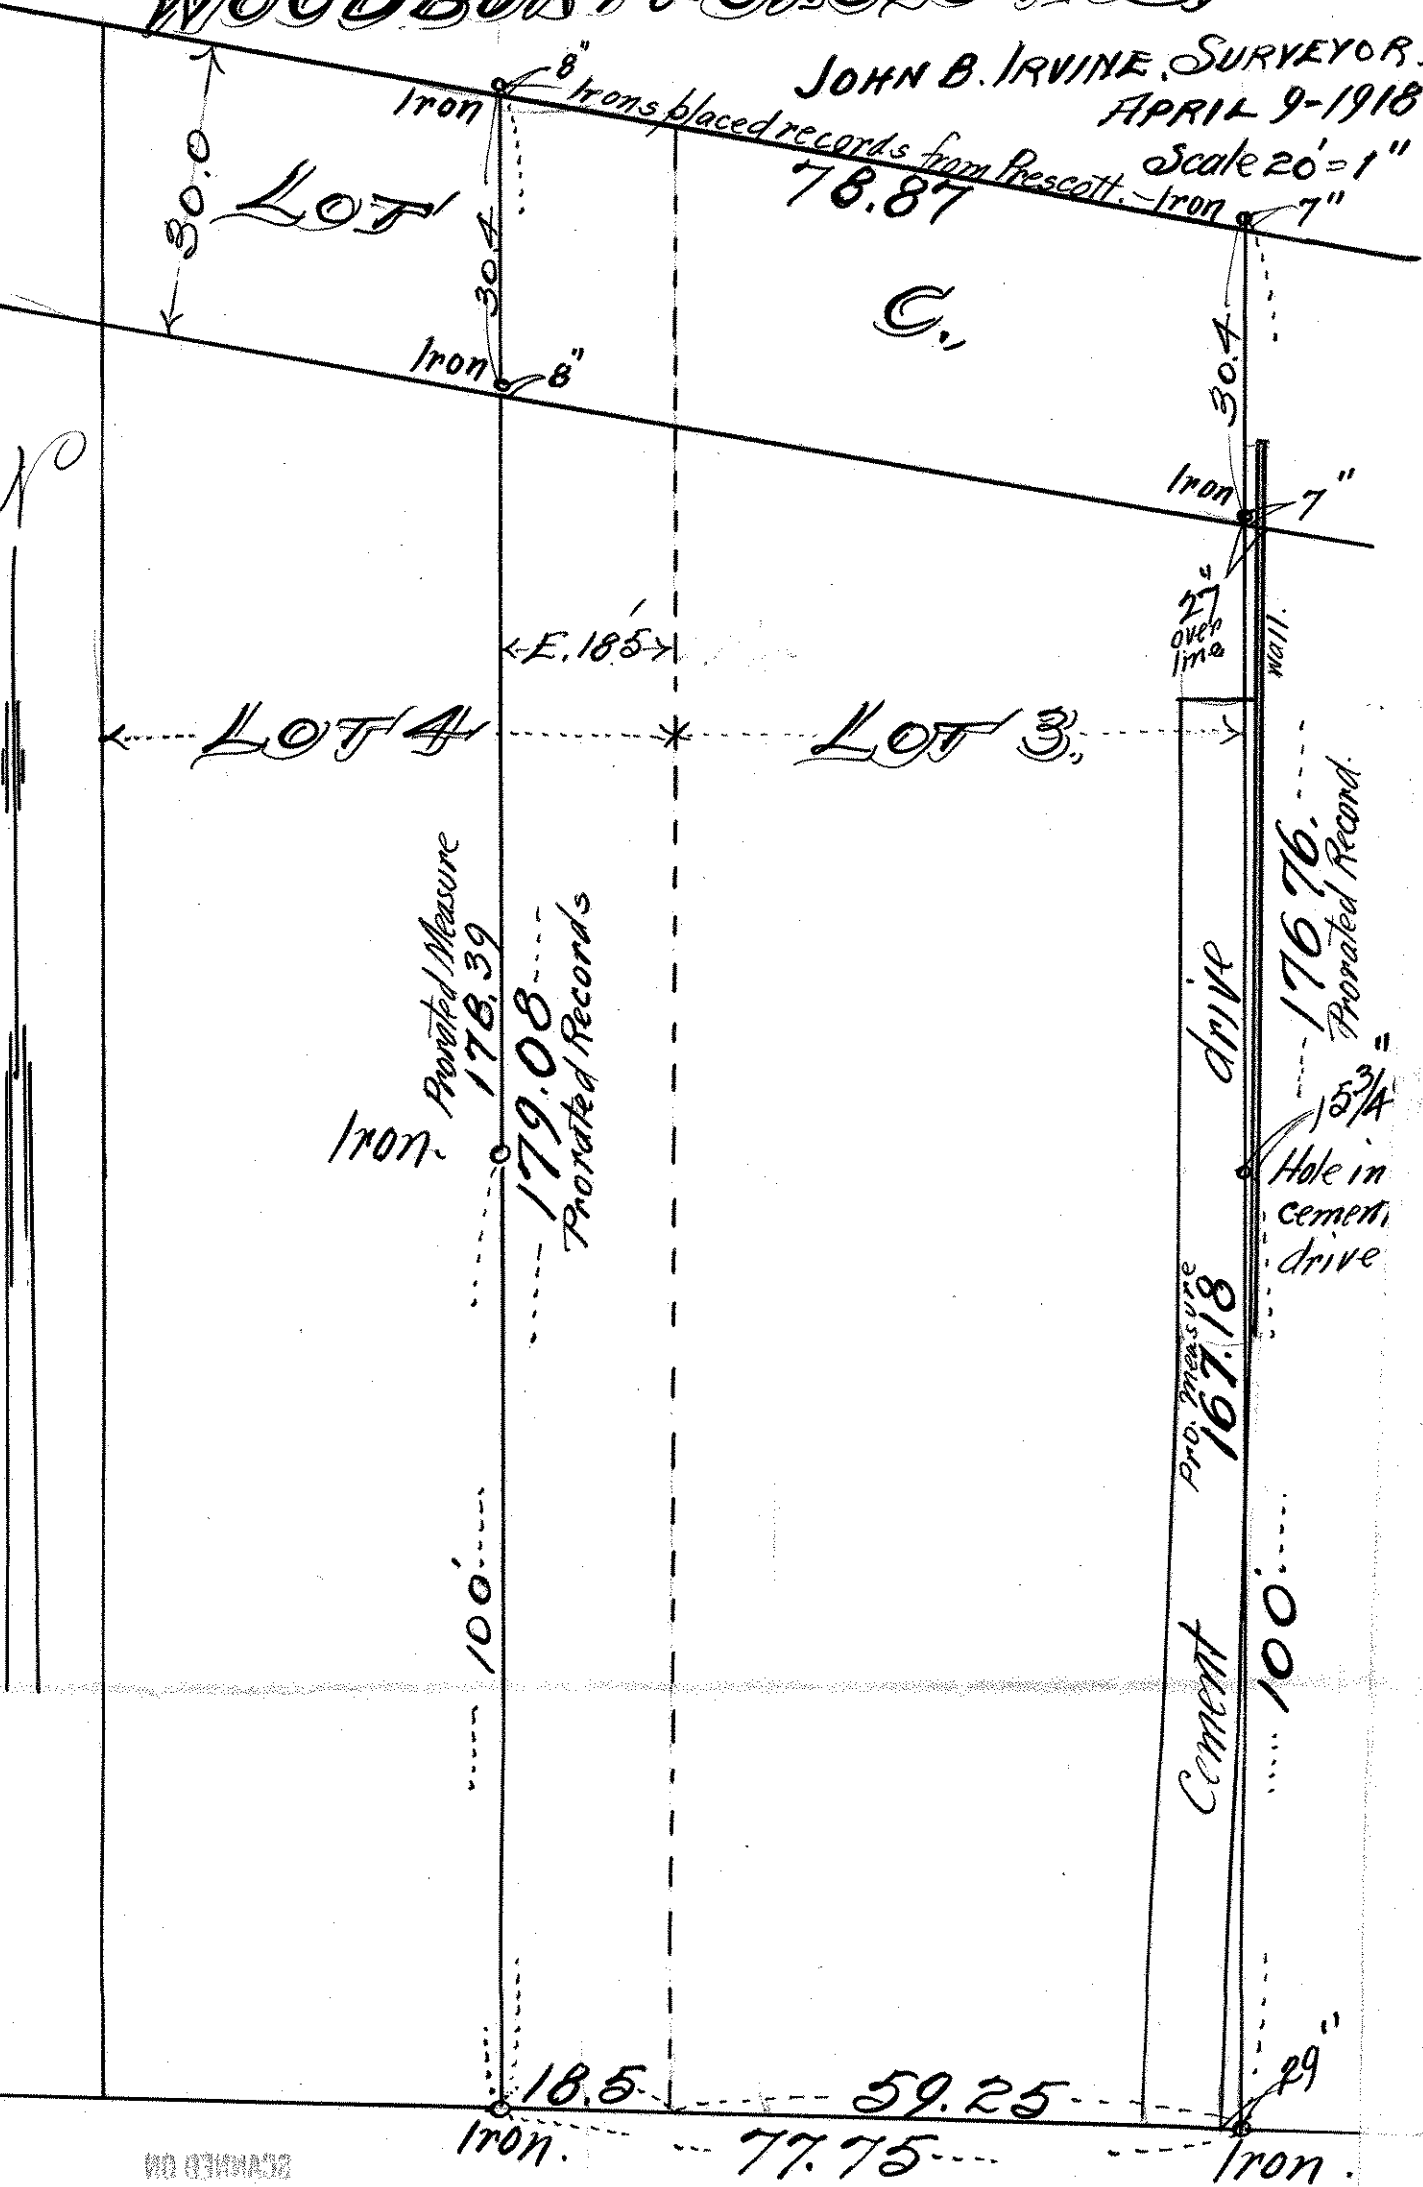 JOHN B. IRVINE. SURVEYOR.
APRIL 9-1918
Scale 20'=1"
Irons placed records from Prescott.
Iron
8"
78.87
Iron
7"
30.0
LOT
30.4
C.
30.4
Iron
8"
Iron
7"
N
27"
over
line
wall.
E. 18.5'
LOT 4
LOT 3.
Prorated Measure
178.39
179.08
Prorated Records
176.76.
Prorated Record.
drive
Iron.
15 3/4"
Hole in
cement
drive
Pro. Measure
167.18
100'
100'
Cement
18.5
59.25
29"
Iron.
77.75
Iron.
SCANNED ON